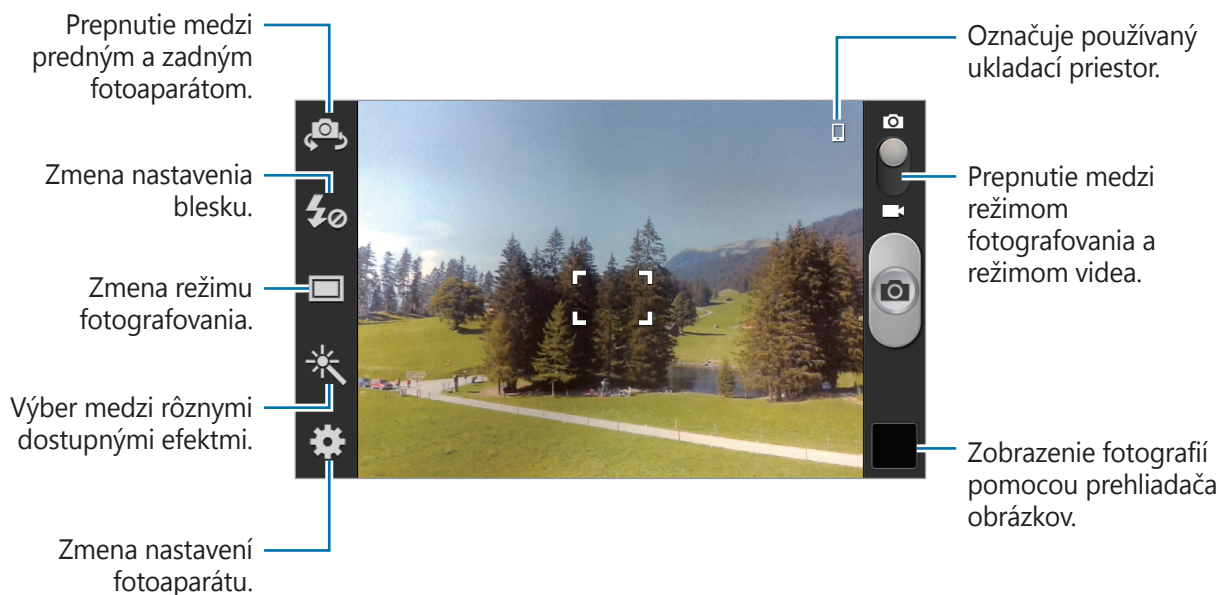 Prepnutie medzi
predným a zadným
fotoaparátom.
Zmena nastavenia
blesku.
Zmena režimu
fotografovania.
Výber medzi rôznymi
dostupnými efektmi.
Zmena nastavení
fotoaparátu.
Označuje používaný
ukladací priestor.
Prepnutie medzi
režimom
fotografovania a
režimom videa.
Zobrazenie fotografií
pomocou prehliadača
obrázkov.